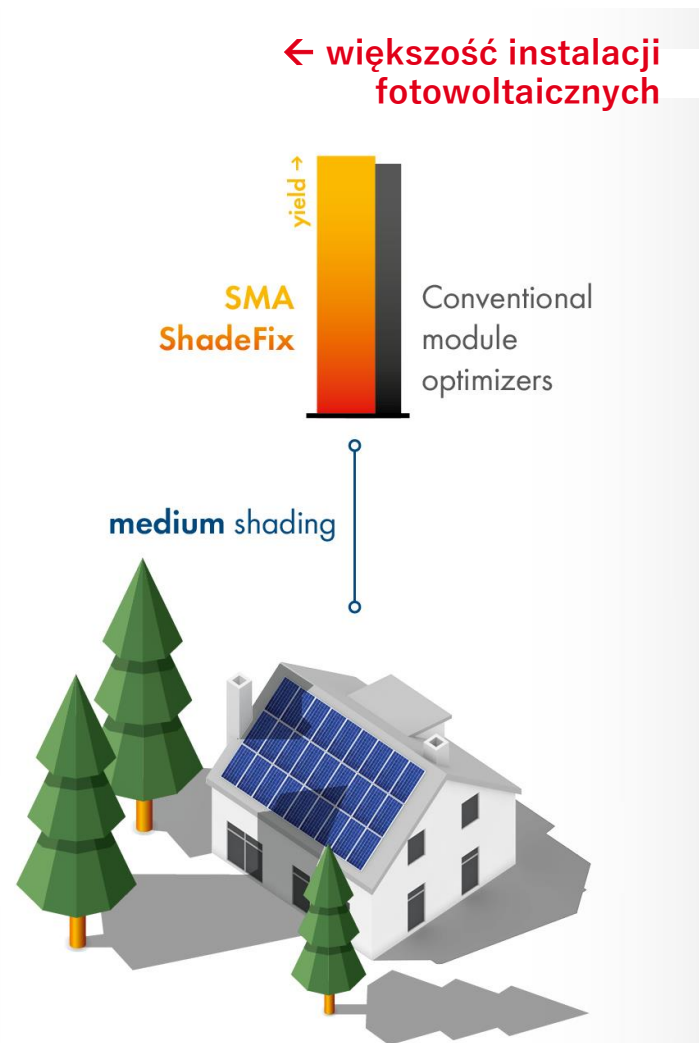 ← większość instalacji
fotowoltaicznych
yield →
SMA
ShadeFix
Conventional
module
optimizers
medium shading